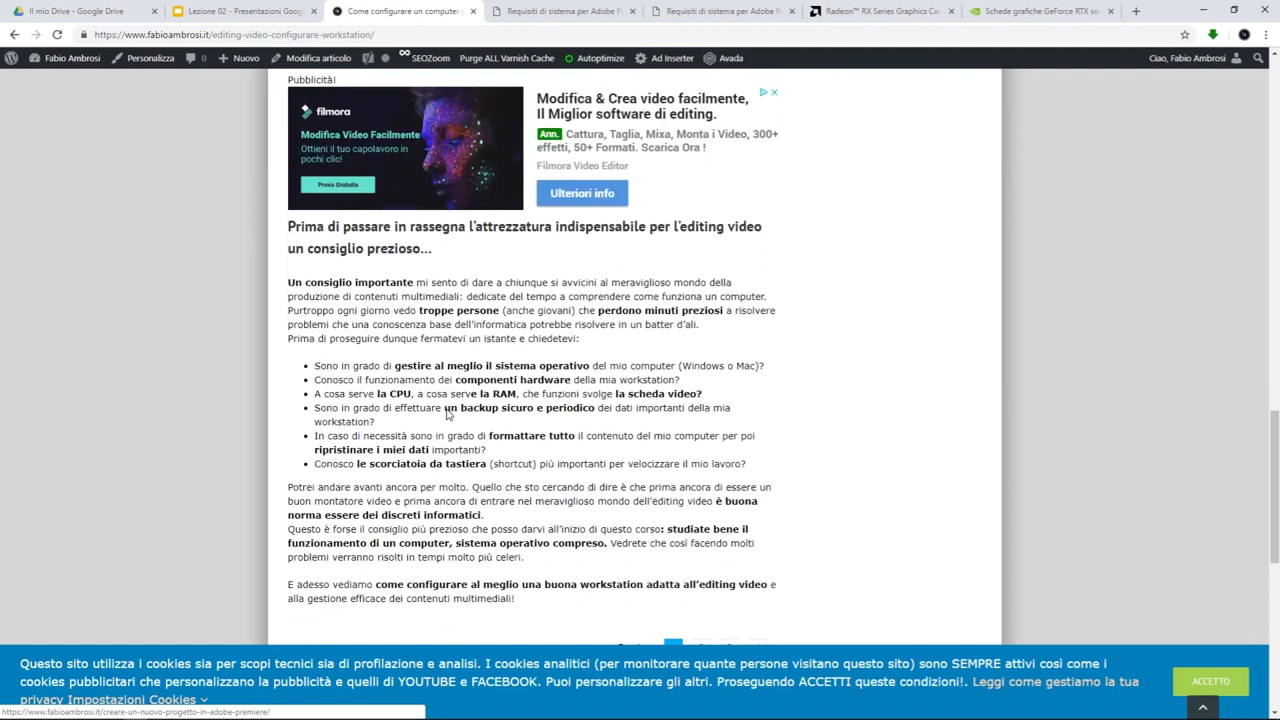 Il mio Drive - Google Drive
Lezione 02 - Presentazioni Goog
Come configurare un computer p
Requisiti di sistema per Adobe P
Requisiti di sistema per Adobe P
Radeon™ RX Series Graphics Ca
Schede grafiche GeForce RTX se
https://www.fabioambrosi.it/editing-video-configurare-workstation/
Fabio Ambrosi
Personalizza
0
Nuovo
Modifica articolo
SEOZoom
Purge ALL Varnish Cache
Autoptimize
Ad Inserter
Avada
Ciao, Fabio Ambrosi
Pubblicità!
filmora
Modifica Video Facilmente
Ottieni il tuo capolavoro in
pochi clic!
Prova Gratuita
Modifica & Crea video facilmente,
Il Miglior software di editing.
Ann. Cattura, Taglia, Mixa, Monta i Video, 300+
effetti, 50+ Formati. Scarica Ora !
Filmora Video Editor
Ulteriori info
Prima di passare in rassegna l'attrezzatura indispensabile per l'editing video
un consiglio prezioso...
Un consiglio importante mi sento di dare a chiunque si avvicini al meraviglioso mondo della
produzione di contenuti multimediali: dedicate del tempo a comprendere come funziona un computer.
Purtroppo ogni giorno vedo troppe persone (anche giovani) che perdono minuti preziosi a risolvere
problemi che una conoscenza base dell'informatica potrebbe risolvere in un batter d'ali.
Prima di proseguire dunque fermatevi un istante e chiedetevi:
• Sono in grado di gestire al meglio il sistema operativo del mio computer (Windows o Mac)?
• Conosco il funzionamento dei componenti hardware della mia workstation?
• A cosa serve la CPU, a cosa serve la RAM, che funzioni svolge la scheda video?
• Sono in grado di effettuare un backup sicuro e periodico dei dati importanti della mia
workstation?
• In caso di necessità sono in grado di formattare tutto il contenuto del mio computer per poi
ripristinare i miei dati importanti?
• Conosco le scorciatoia da tastiera (shortcut) più importanti per velocizzare il mio lavoro?
Potrei andare avanti ancora per molto. Quello che sto cercando di dire è che prima ancora di essere un
buon montatore video e prima ancora di entrare nel meraviglioso mondo dell'editing video è buona
norma essere dei discreti informatici.
Questo è forse il consiglio più prezioso che posso darvi all'inizio di questo corso: studiate bene il
funzionamento di un computer, sistema operativo compreso. Vedrete che così facendo molti
problemi verranno risolti in tempi molto più celeri.
E adesso vediamo come configurare al meglio una buona workstation adatta all'editing video e
alla gestione efficace dei contenuti multimediali!
Questo sito utilizza i cookies sia per scopi tecnici sia di profilazione e analisi. I cookies analitici (per monitorare quante persone visitano questo sito) sono SEMPRE attivi così come i
cookies pubblicitari che personalizzano la pubblicità e quelli di YOUTUBE e FACEBOOK. Puoi personalizzare gli altri. Proseguendo ACCETTI queste condizioni!. Leggi come gestiamo la tua
privacy Impostazioni Cookies
ACCETTO
https://www.fabioambrosi.it/creare-un-nuovo-progetto-in-adobe-premiere/